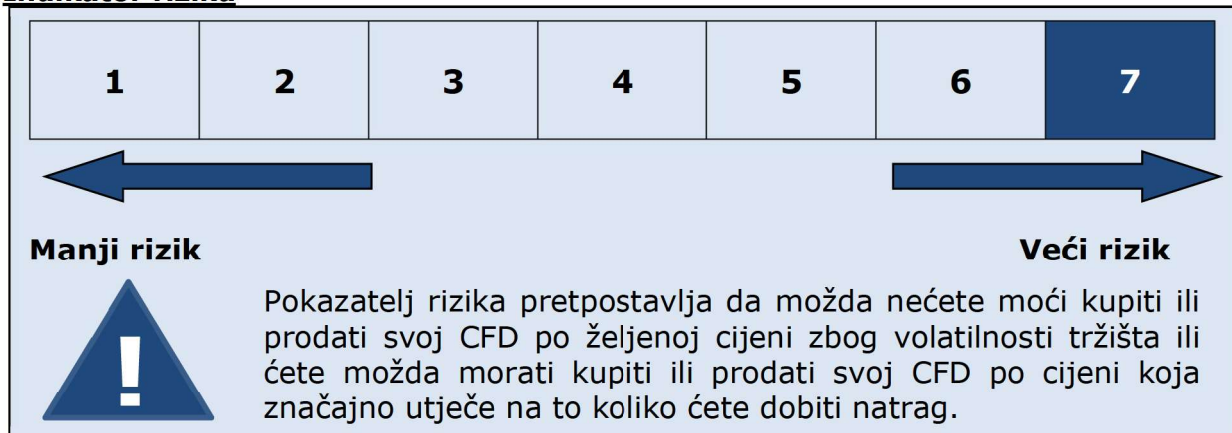 1 2 3 4 5 6 7
Manji rizik Veći rizik
!
Pokazatelj rizika pretpostavlja da možda nećete moći kupiti ili
prodati svoj CFD po željenoj cijeni zbog volatilnosti tržišta ili
ćete možda morati kupiti ili prodati svoj CFD po cijeni koja
značajno utječe na to koliko ćete dobiti natrag.